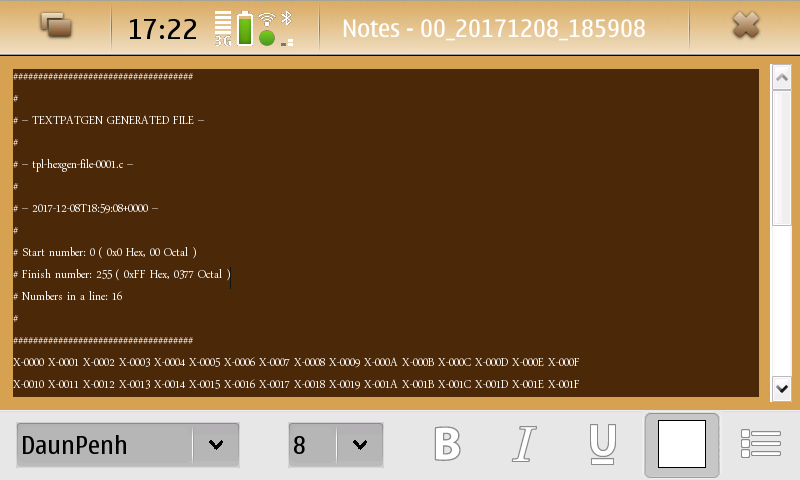 17:22 3G Notes - 00_20171208_185908
####################################
#
# – TEXTPATGEN GENERATED FILE –
#
# – tpl-hexgen-file-0001.c –
#
# – 2017-12-08T18:59:08+0000 –
#
# Start number: 0 ( 0x0 Hex, 00 Octal )
# Finish number: 255 ( 0xFF Hex, 0377 Octal )
# Numbers in a line: 16
#
####################################
X-0000 X-0001 X-0002 X-0003 X-0004 X-0005 X-0006 X-0007 X-0008 X-0009 X-000A X-000B X-000C X-000D X-000E X-000F
X-0010 X-0011 X-0012 X-0013 X-0014 X-0015 X-0016 X-0017 X-0018 X-0019 X-001A X-001B X-001C X-001D X-001E X-001F
DaunPenh 8 B I U